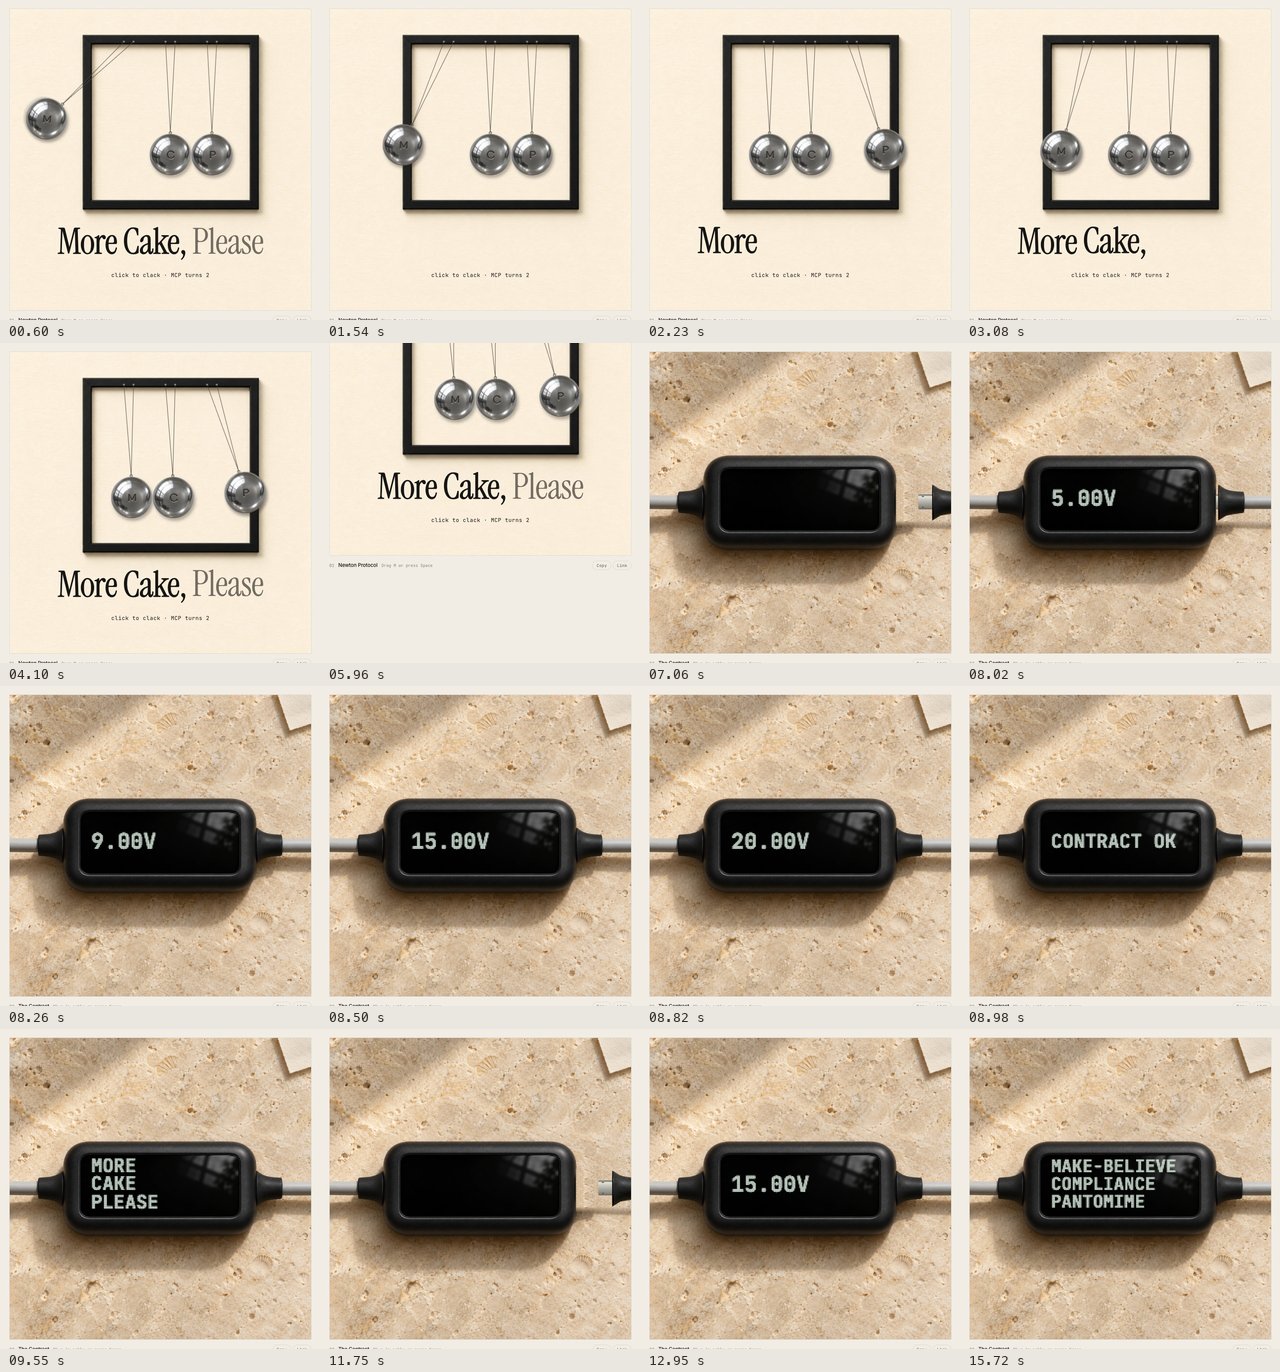 M C P
More Cake, Please
click to clack · MCP turns 2
00.60 s
M C P
click to clack · MCP turns 2
01.54 s
M C P
More
click to clack · MCP turns 2
02.23 s
M C P
More Cake,
click to clack · MCP turns 2
03.08 s
M C P
More Cake, Please
click to clack · MCP turns 2
04.10 s
M C P
More Cake, Please
click to clack · MCP turns 2
01 Newton Protocol Drag M or press Space Copy Link
05.96 s
07.06 s
5.00V
08.02 s
9.00V
08.26 s
15.00V
08.50 s
20.00V
08.82 s
CONTRACT OK
08.98 s
MORE
CAKE
PLEASE
09.55 s
11.75 s
15.00V
12.95 s
MAKE-BELIEVE
COMPLIANCE
PANTOMIME
15.72 s